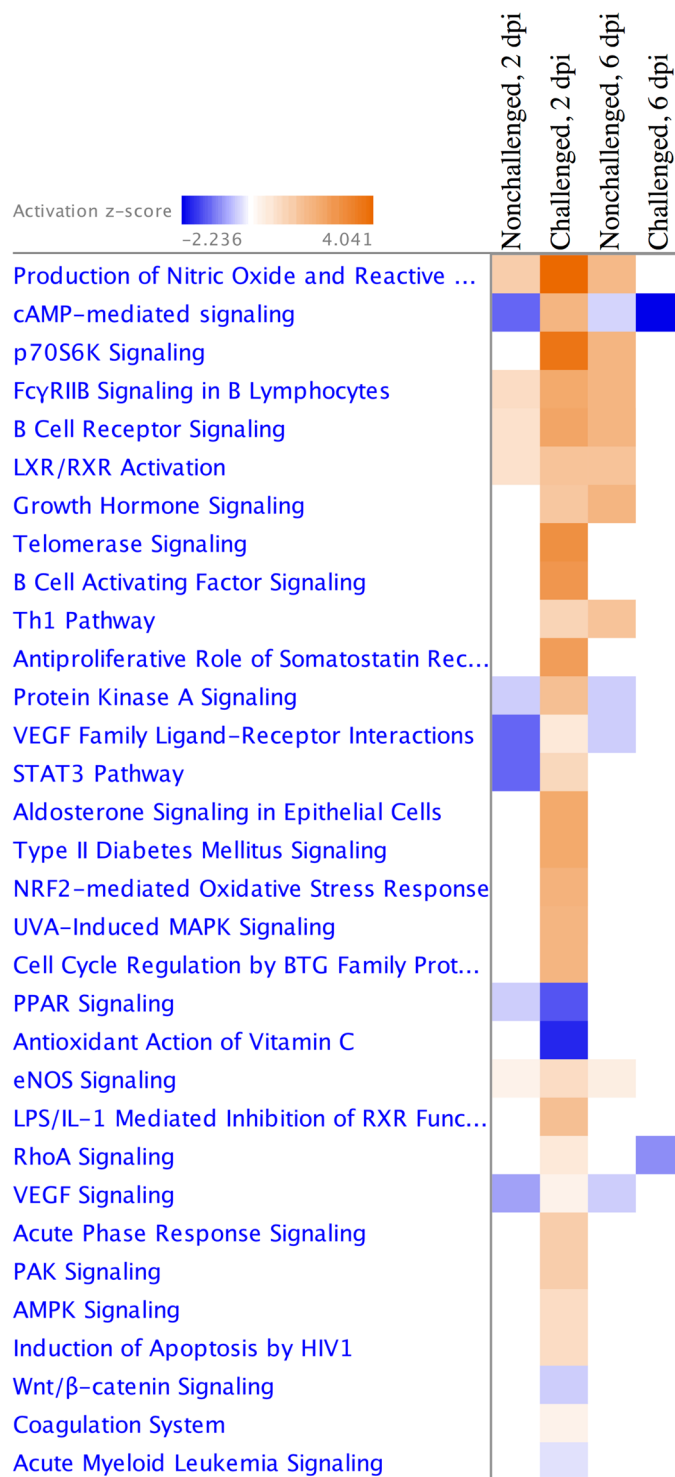 Nonchallenged, 2 dpi
Challenged, 2 dpi
Nonchallenged, 6 dpi
Challenged, 6 dpi
Activation z-score
-2.236 4.041
Production of Nitric Oxide and Reactive ...
cAMP-mediated signaling
p70S6K Signaling
FcγRIIB Signaling in B Lymphocytes
B Cell Receptor Signaling
LXR/RXR Activation
Growth Hormone Signaling
Telomerase Signaling
B Cell Activating Factor Signaling
Th1 Pathway
Antiproliferative Role of Somatostatin Rec...
Protein Kinase A Signaling
VEGF Family Ligand-Receptor Interactions
STAT3 Pathway
Aldosterone Signaling in Epithelial Cells
Type II Diabetes Mellitus Signaling
NRF2-mediated Oxidative Stress Response
UVA-Induced MAPK Signaling
Cell Cycle Regulation by BTG Family Prot...
PPAR Signaling
Antioxidant Action of Vitamin C
eNOS Signaling
LPS/IL-1 Mediated Inhibition of RXR Func...
RhoA Signaling
VEGF Signaling
Acute Phase Response Signaling
PAK Signaling
AMPK Signaling
Induction of Apoptosis by HIV1
Wnt/β-catenin Signaling
Coagulation System
Acute Myeloid Leukemia Signaling